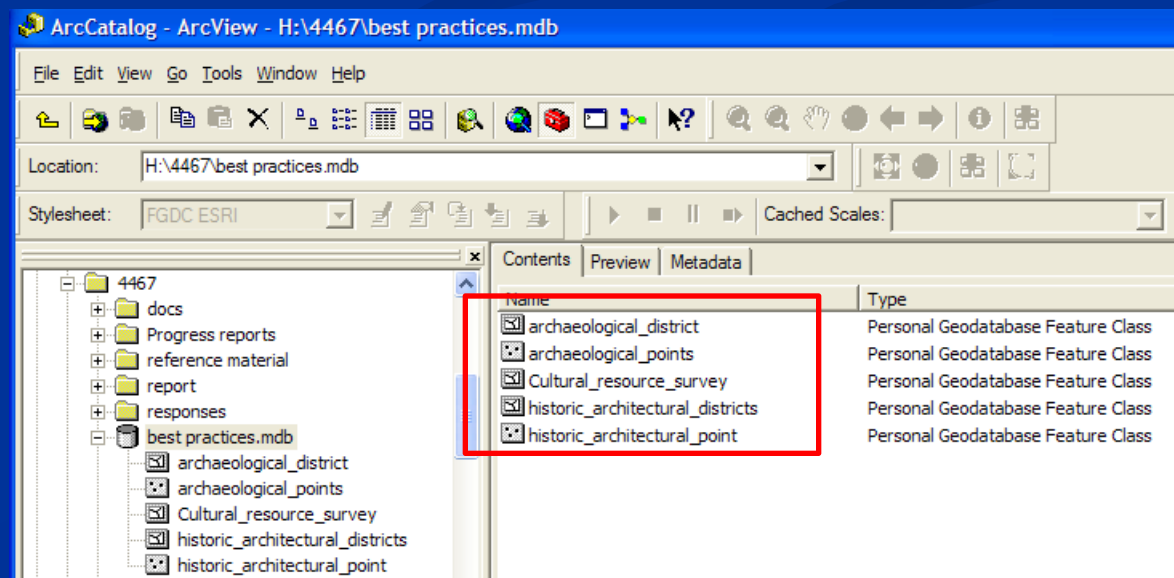 ArcCatalog - ArcView - H:\4467\best practices.mdb
File Edit View Go Tools Window Help
Location: H:\4467\best practices.mdb
Stylesheet: FGDC ESRI Cached Scales:
4467
docs
Progress reports
reference material
report
responses
best practices.mdb
archaeological_district
archaeological_points
Cultural_resource_survey
historic_architectural_districts
historic_architectural_point
Contents Preview Metadata
Name Type
archaeological_district Personal Geodatabase Feature Class
archaeological_points Personal Geodatabase Feature Class
Cultural_resource_survey Personal Geodatabase Feature Class
historic_architectural_districts Personal Geodatabase Feature Class
historic_architectural_point Personal Geodatabase Feature Class